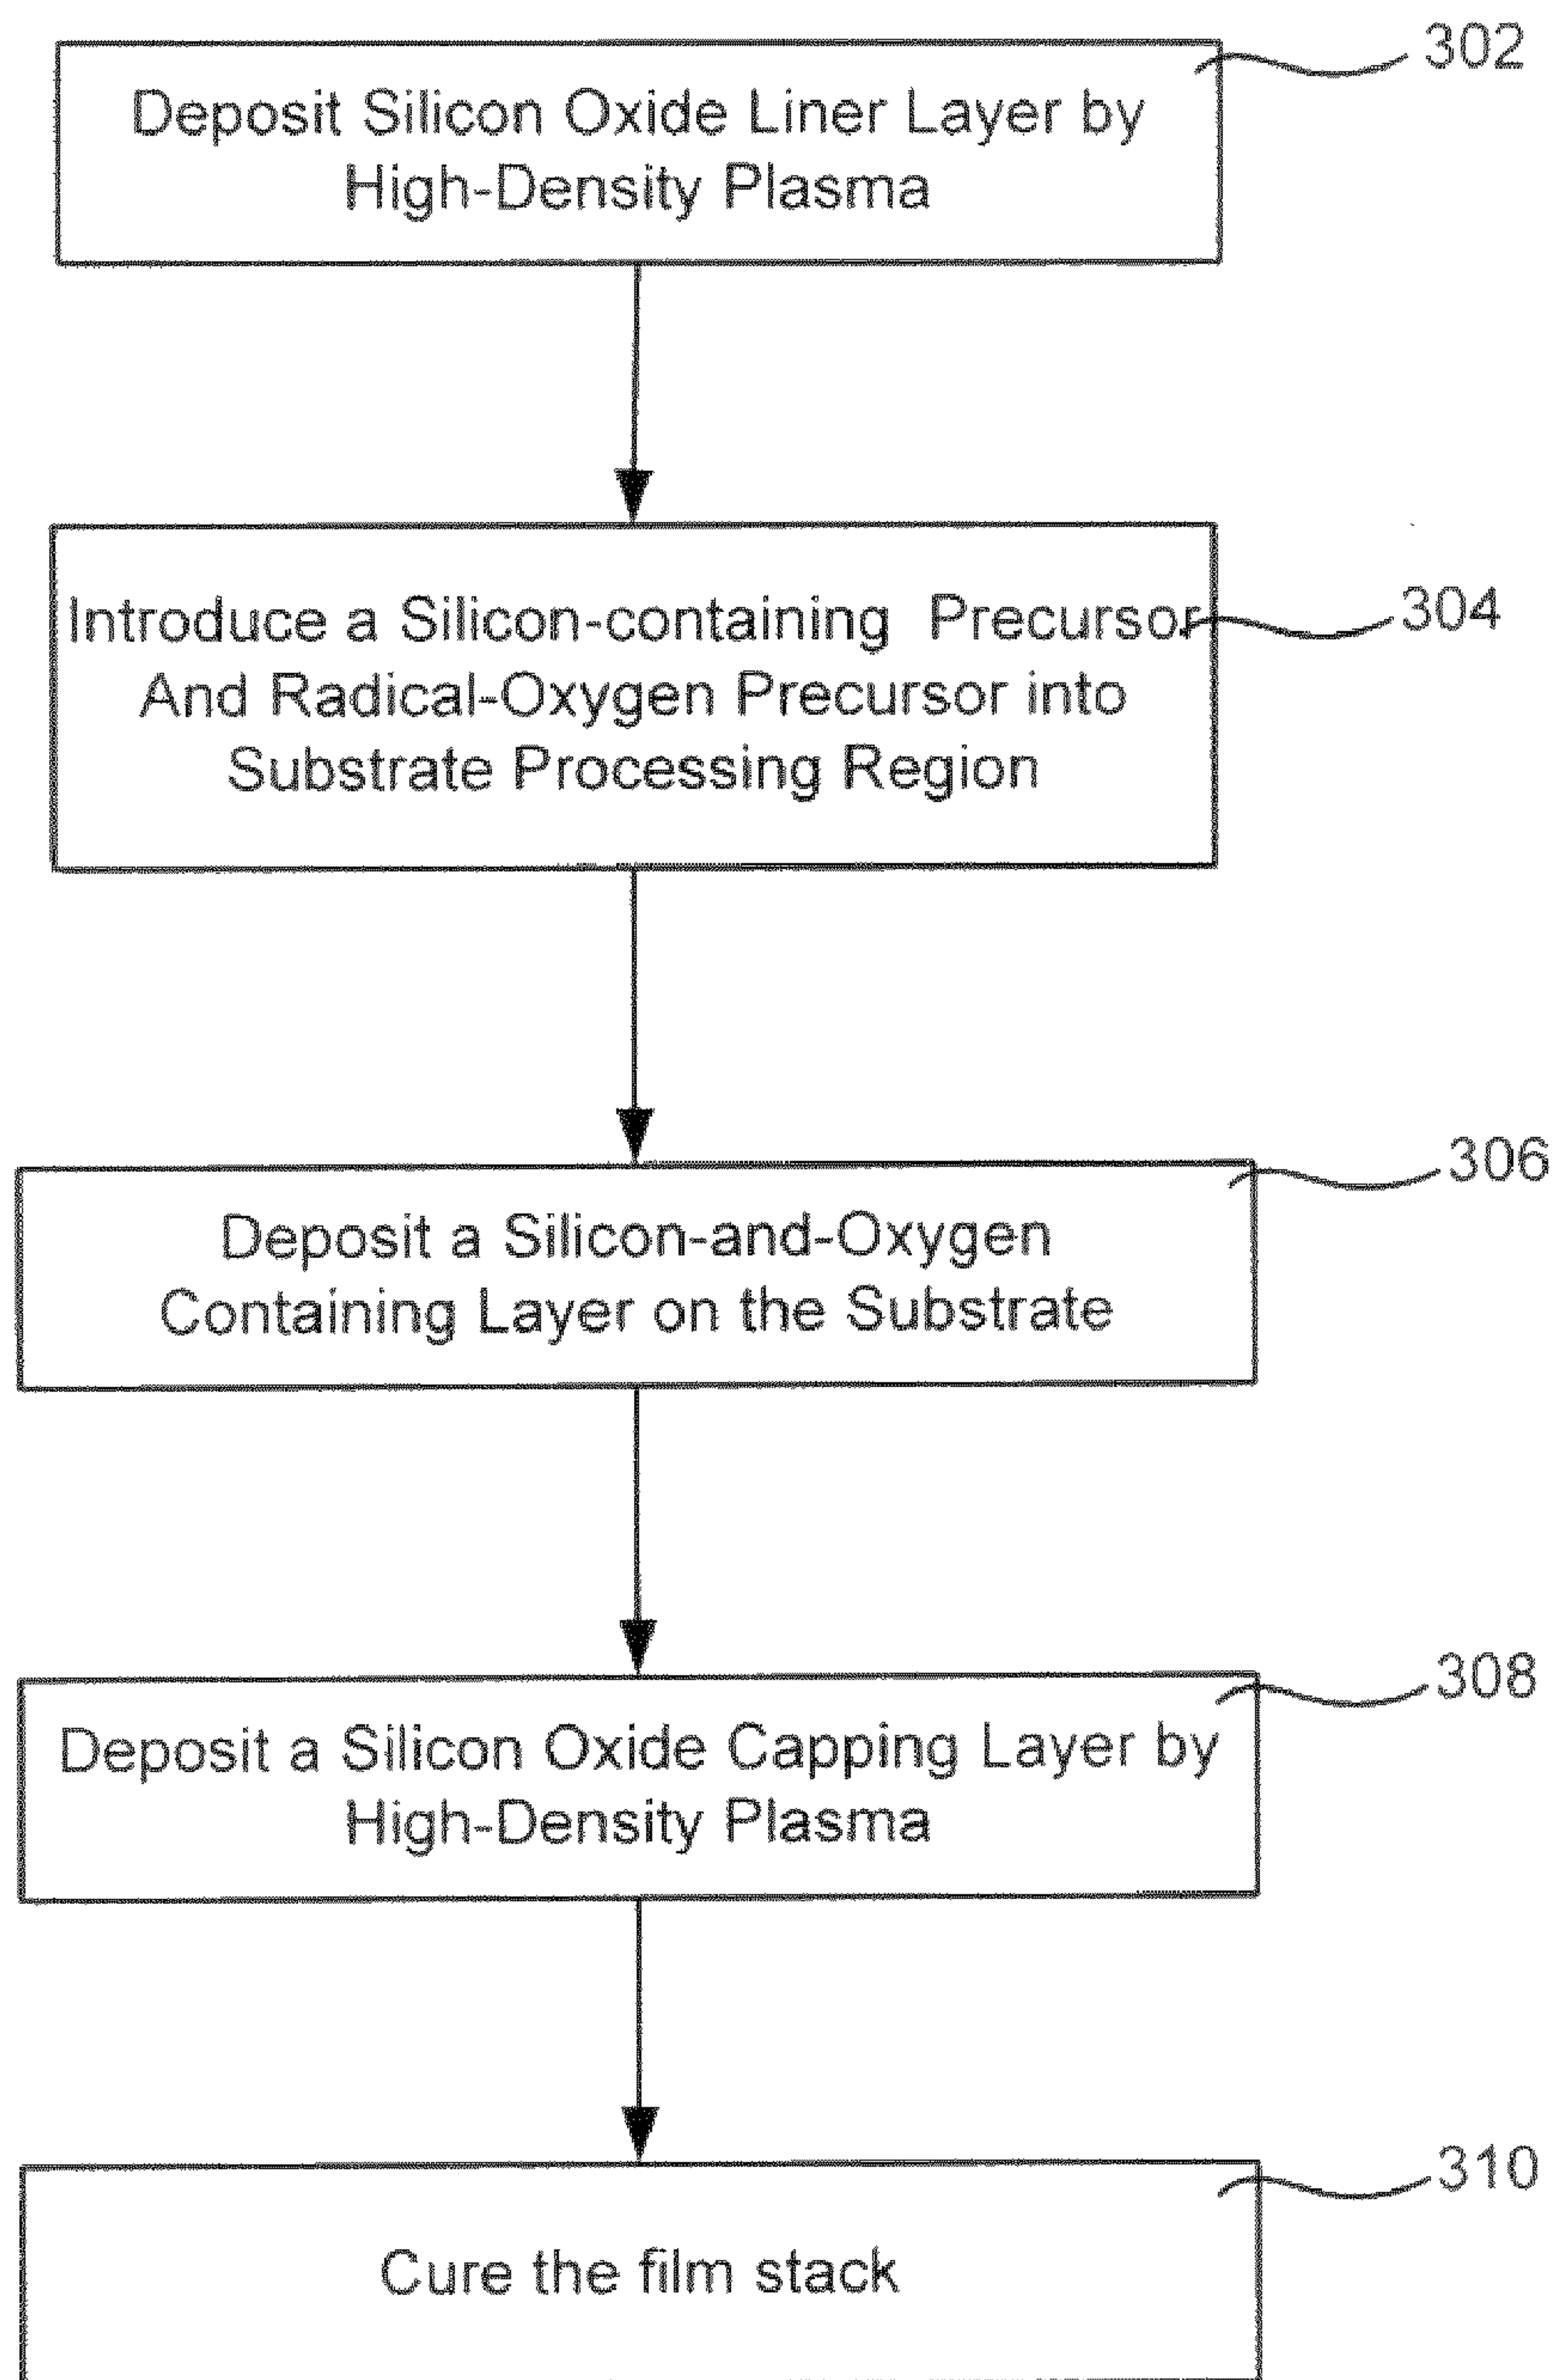 302
Deposit Silicon Oxide Liner Layer by
High-Density Plasma
304
Introduce a Silicon-containing Precursor
And Radical-Oxygen Precursor into
Substrate Processing Region
306
Deposit a Silicon-and-Oxygen
Containing Layer on the Substrate
308
Deposit a Silicon Oxide Capping Layer by
High-Density Plasma
310
Cure the film stack